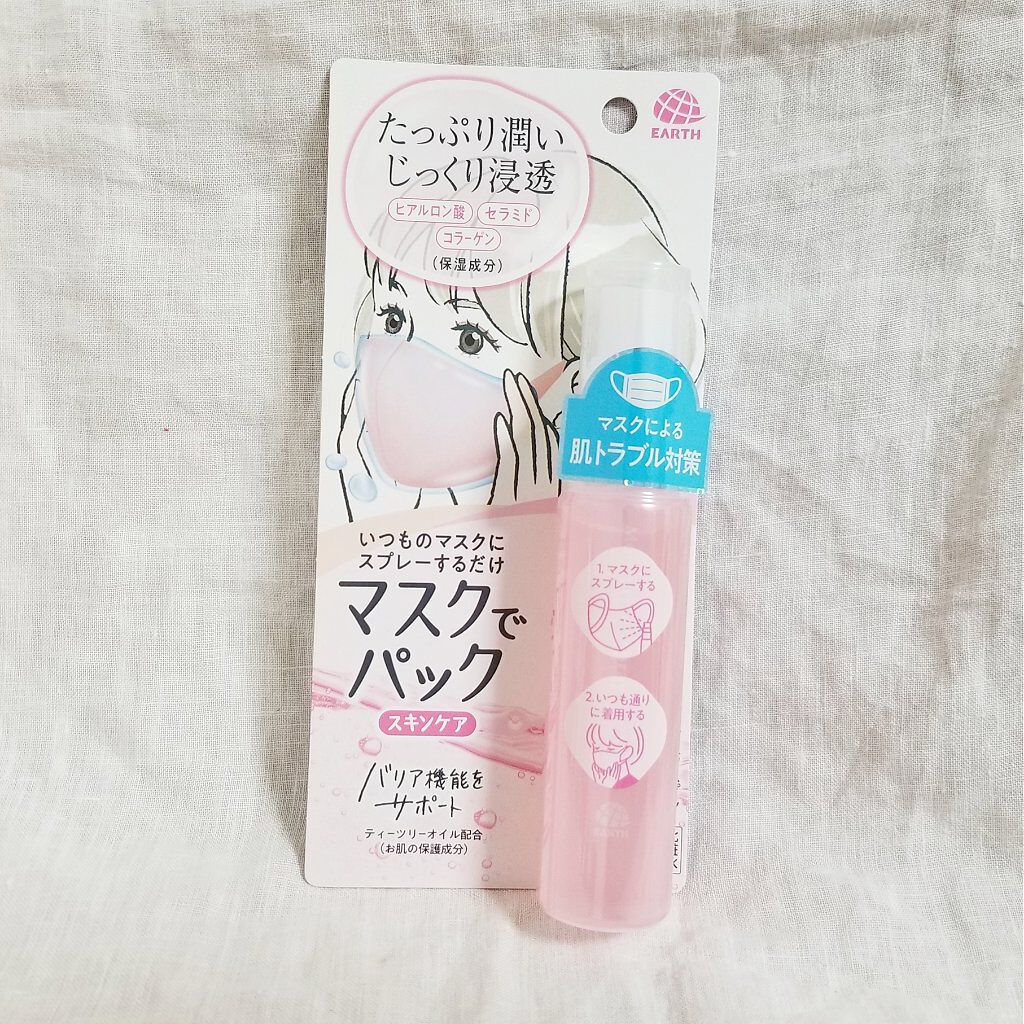 たっぷり潤い
じっくり浸透
ヒアルロン酸 セラミド
コラーゲン
(保湿成分)
EARTH
マスクによる
肌トラブル対策
いつものマスクに
スプレーするだけ
マスクで
パック
スキンケア
バリア機能を
サポート
ティーツリーオイル配合
(お肌の保護成分)
1.マスクに
スプレーする
2.いつも通り
に着用する
EARTH